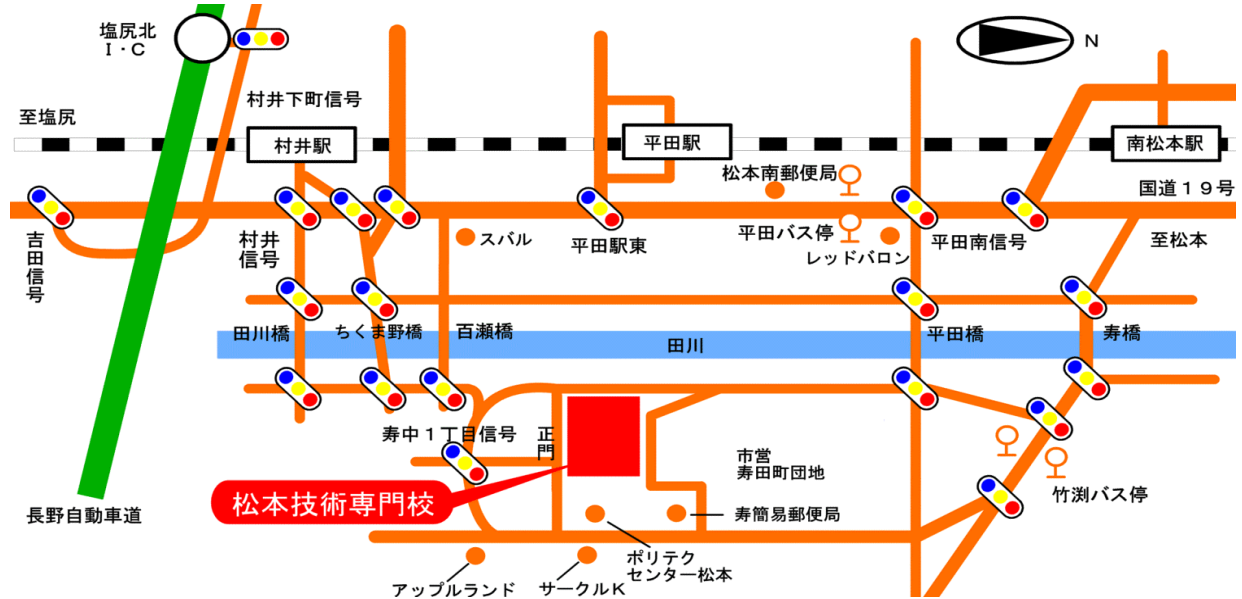 塩尻北
I・C
N
村井下町信号
至塩尻
村井駅
平田駅
南松本駅
松本南郵便局
国道１９号
吉田信号
村井
信号
スバル
平田駅東
平田バス停
レッドバロン
平田南信号
至松本
田川橋
ちくま野橋
百瀬橋
田川
平田橋
寿橋
寿中１丁目信号
正門
市営
寿田町団地
松本技術専門校
竹渕バス停
長野自動車道
寿簡易郵便局
ポリテク
センター松本
アップルランド
サークルK